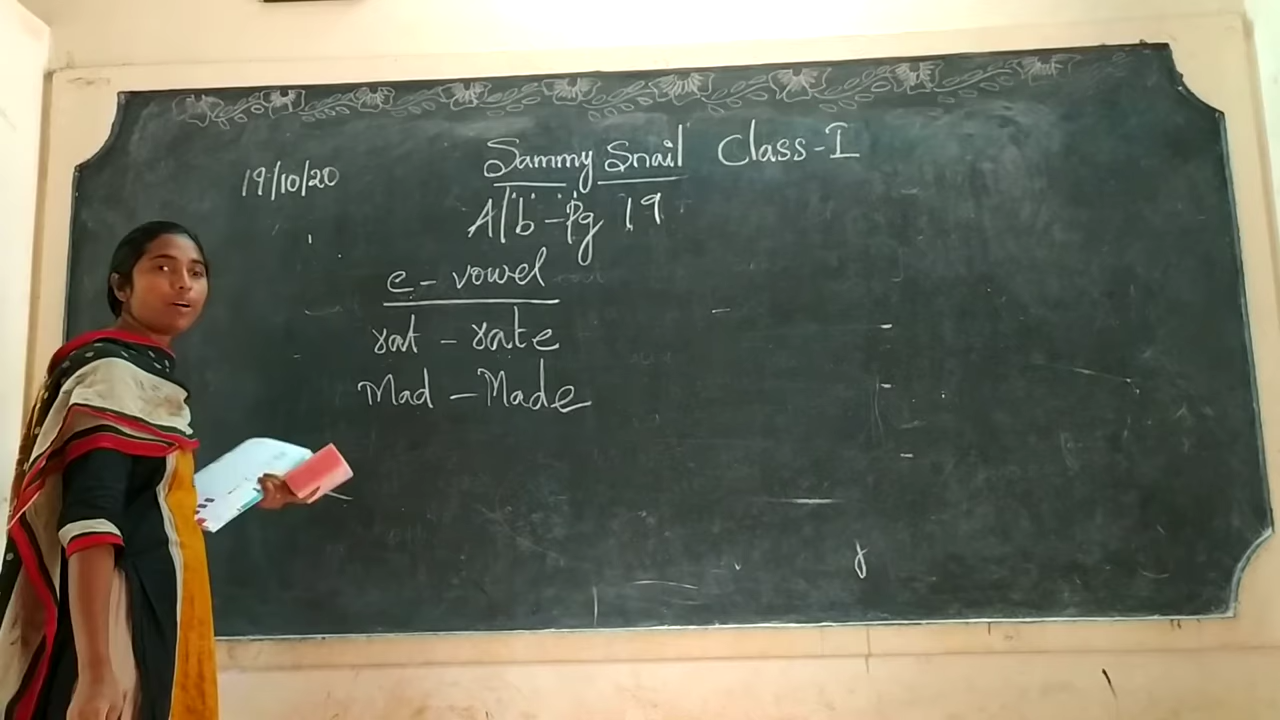 Sammy Snail Class-I
19/10/20
A/b-Pg 19
e - vowel
rat - rate
Mad - Made